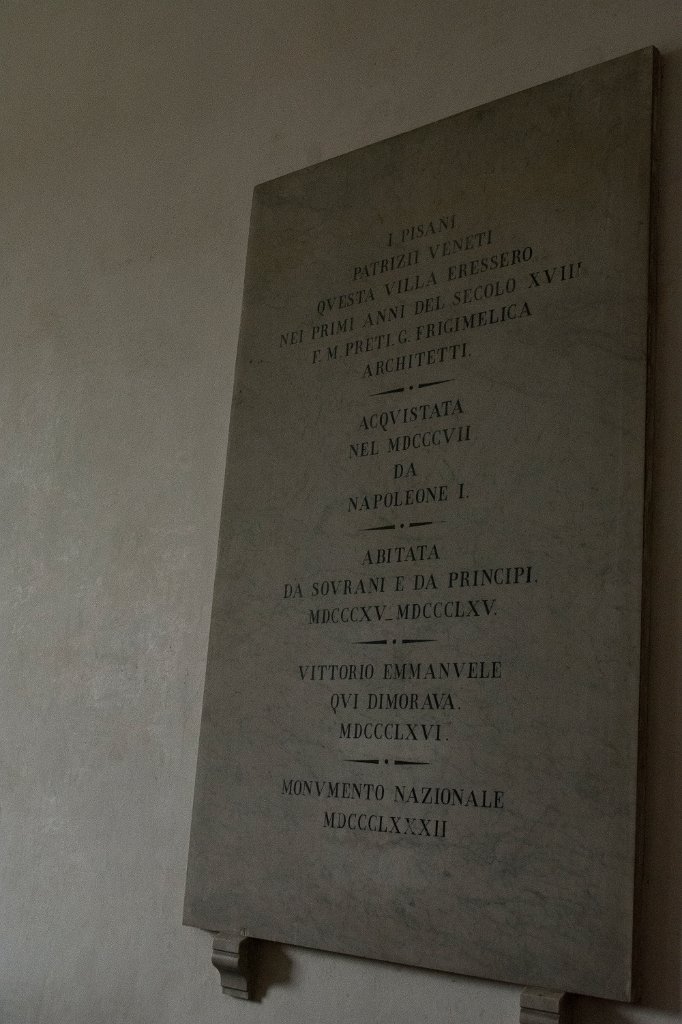 I PISANI
PATRIZII VENETI
QVESTA VILLA ERESSERO
NEI PRIMI ANNI DEL SECOLO XVIII
F. M. PRETI. G. FRIGIMELICA
ARCHITETTI.
ACQVISTATA
NEL MDCCCVII
DA
NAPOLEONE I.
ABITATA
DA SOVRANI E DA PRINCIPI.
MDCCCXV_MDCCCLXV.
VITTORIO EMMANVELE
QVI DIMORAVA.
MDCCCLXVI.
MONVMENTO NAZIONALE
MDCCCLXXXII